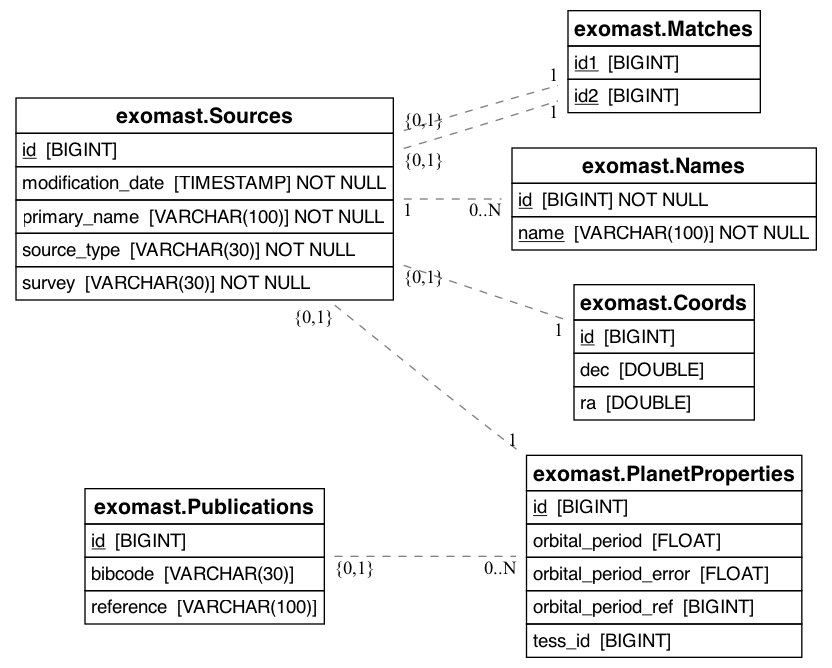 exomast.Matches
id1 [BIGINT]
id2 [BIGINT]
1
1
{0,1}
{0,1}
exomast.Sources
id [BIGINT]
modification_date [TIMESTAMP] NOT NULL
primary_name [VARCHAR(100)] NOT NULL
source_type [VARCHAR(30)] NOT NULL
survey [VARCHAR(30)] NOT NULL
exomast.Names
id [BIGINT] NOT NULL
name [VARCHAR(100)] NOT NULL
1
0..N
{0,1}
1
exomast.Coords
id [BIGINT]
dec [DOUBLE]
ra [DOUBLE]
{0,1}
1
exomast.PlanetProperties
id [BIGINT]
orbital_period [FLOAT]
orbital_period_error [FLOAT]
orbital_period_ref [BIGINT]
tess_id [BIGINT]
exomast.Publications
id [BIGINT]
bibcode [VARCHAR(30)]
reference [VARCHAR(100)]
{0,1}
0..N